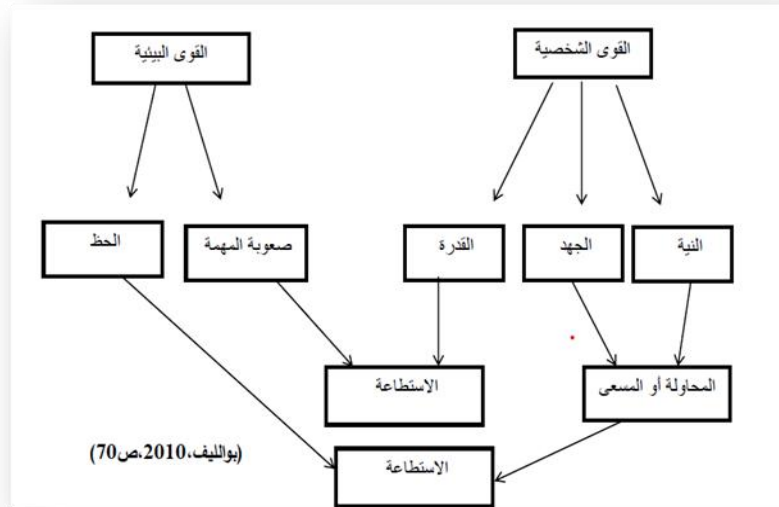 القوى الشخصية
القوى البيئية
النية
الجهد
القدرة
صعوبة المهمة
الحظ
المحاولة أو المسعى
الاستطاعة
الاستطاعة
(بوالليف،2010،ص70)